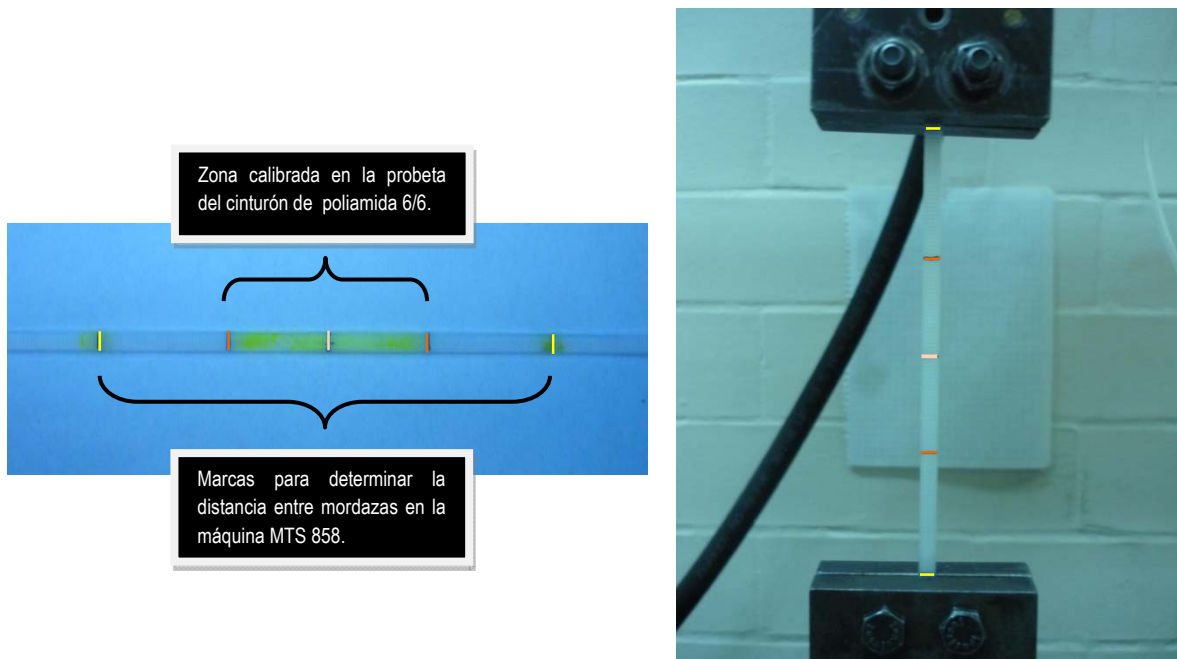 Zona calibrada en la probeta
del cinturón de poliamida 6/6.
Marcas para determinar la
distancia entre mordazas en la
máquina MTS 858.